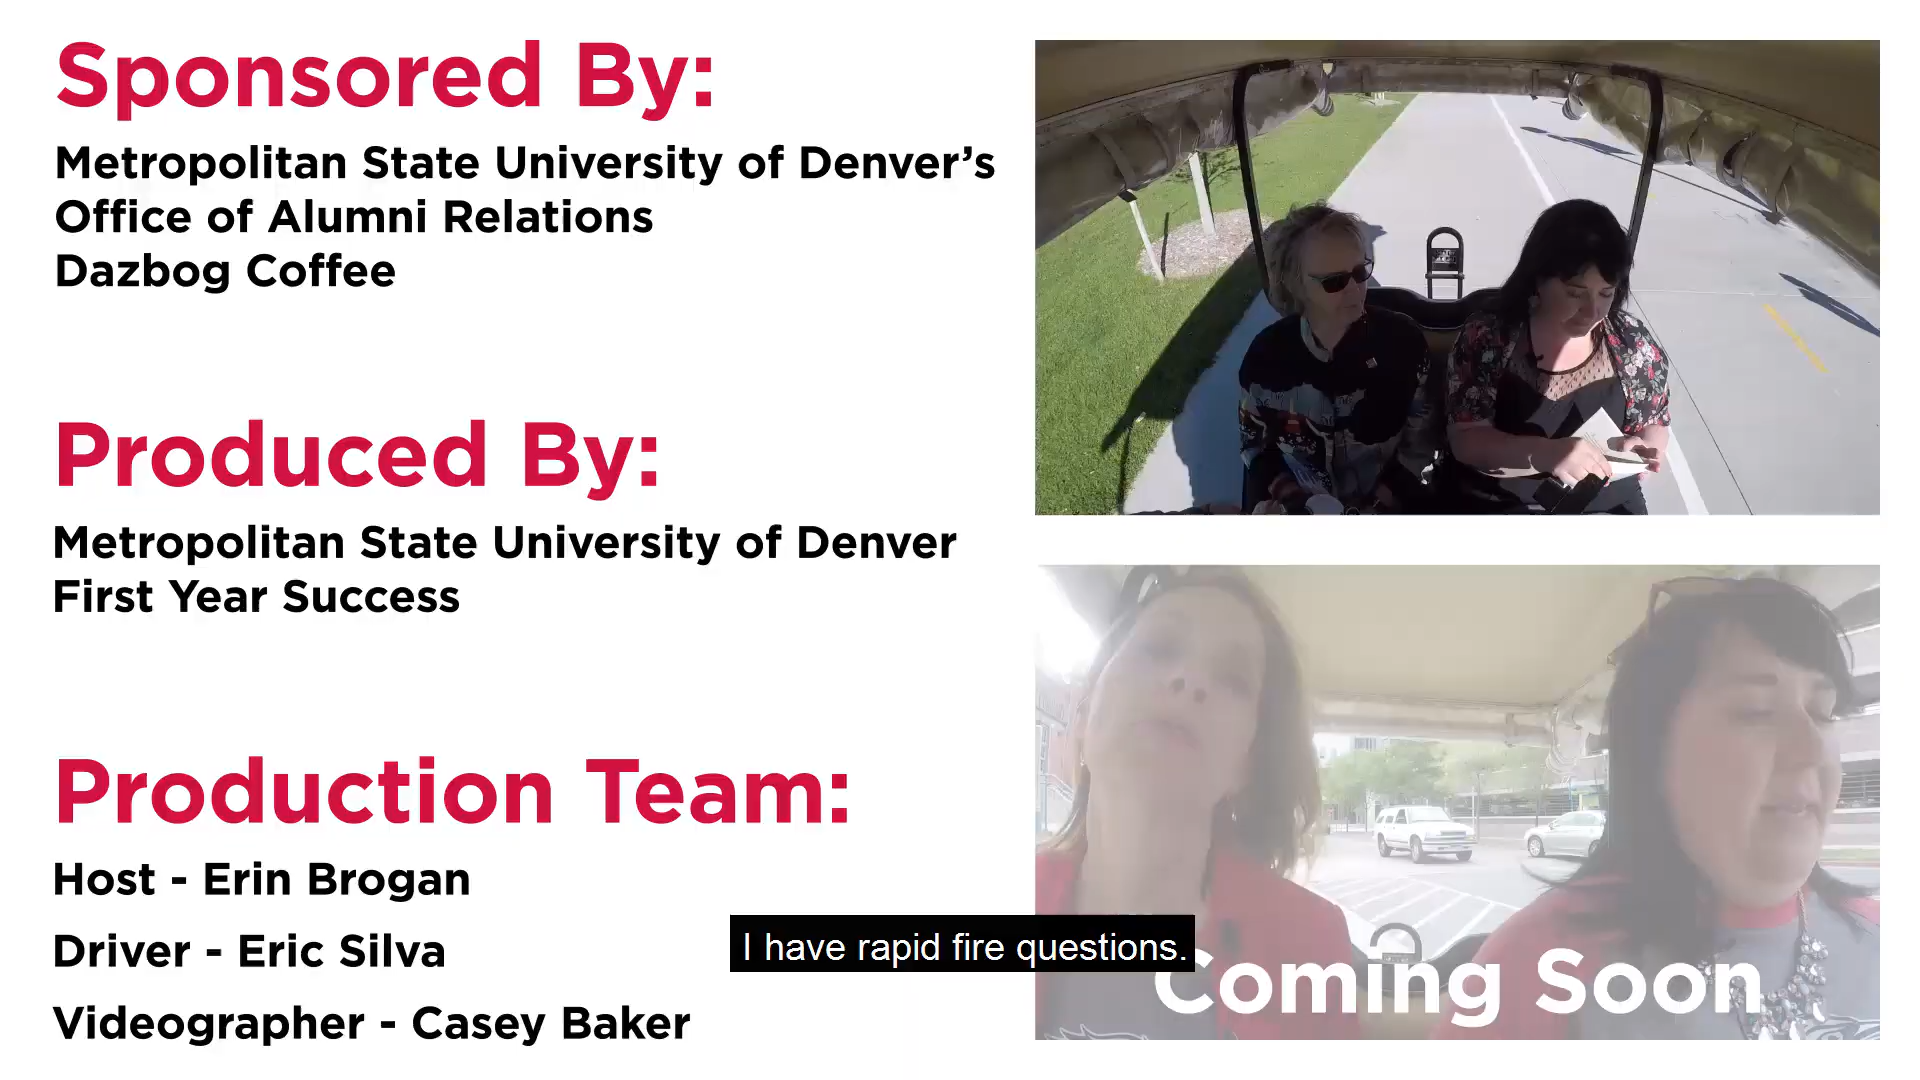 Sponsored By:
Metropolitan State University of Denver’s
Office of Alumni Relations
Dazbog Coffee
Produced By:
Metropolitan State University of Denver
First Year Success
Production Team:
Host - Erin Brogan
Driver - Eric Silva
Videographer - Casey Baker
I have rapid fire questions.
Coming Soon